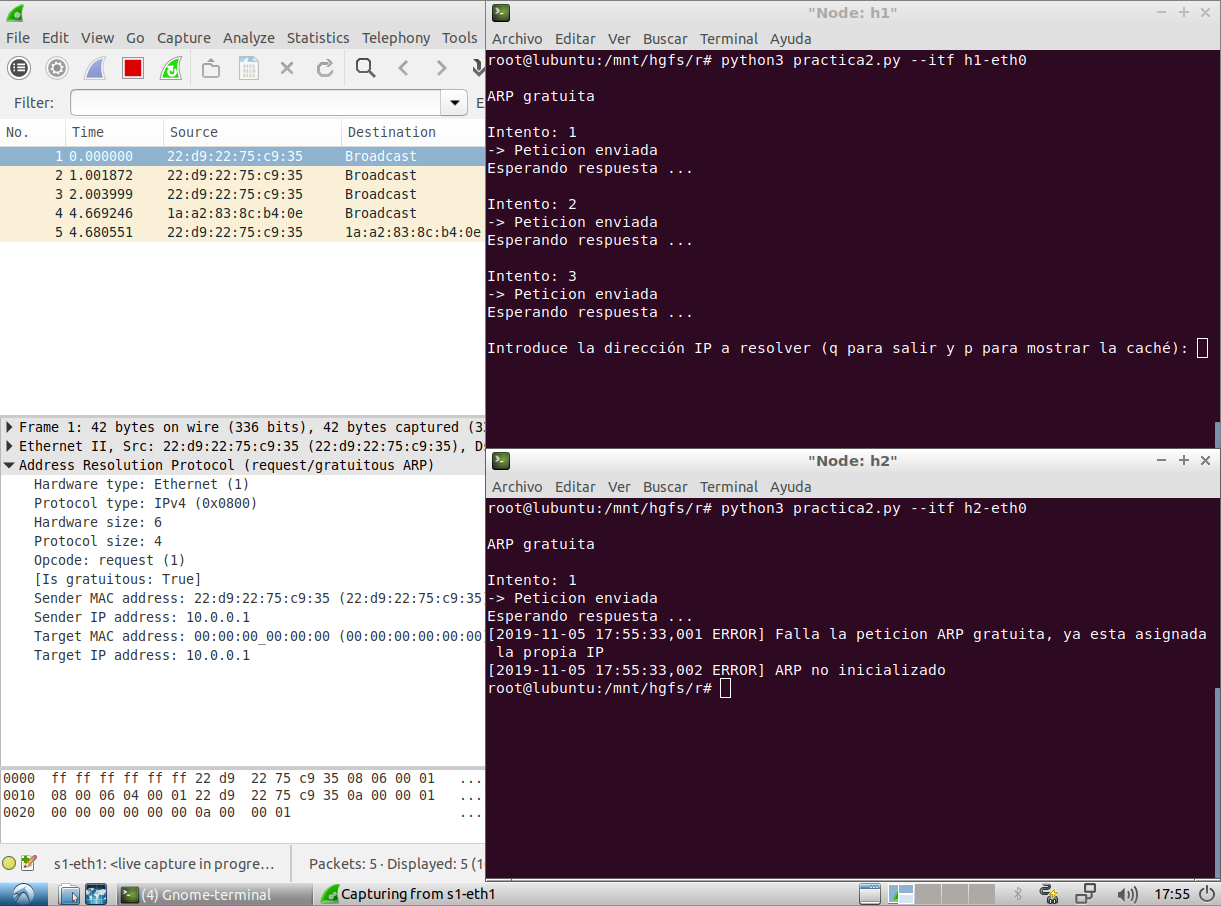 File Edit View Go Capture Analyze Statistics Telephony Tools
Filter:
E
No. Time Source Destination
1 0.000000 22:d9:22:75:c9:35 Broadcast
2 1.001872 22:d9:22:75:c9:35 Broadcast
3 2.003999 22:d9:22:75:c9:35 Broadcast
4 4.669246 1a:a2:83:8c:b4:0e Broadcast
5 4.680551 22:d9:22:75:c9:35 1a:a2:83:8c:b4:0e
Frame 1: 42 bytes on wire (336 bits), 42 bytes captured (33
Ethernet II, Src: 22:d9:22:75:c9:35 (22:d9:22:75:c9:35), Ds
Address Resolution Protocol (request/gratuitous ARP)
Hardware type: Ethernet (1)
Protocol type: IPv4 (0x0800)
Hardware size: 6
Protocol size: 4
Opcode: request (1)
[Is gratuitous: True]
Sender MAC address: 22:d9:22:75:c9:35 (22:d9:22:75:c9:35
Sender IP address: 10.0.0.1
Target MAC address: 00:00:00_00:00:00 (00:00:00:00:00:00
Target IP address: 10.0.0.1
0000 ff ff ff ff ff ff 22 d9 22 75 c9 35 08 06 00 01 ...
0010 08 00 06 04 00 01 22 d9 22 75 c9 35 0a 00 00 01 ...
0020 00 00 00 00 00 00 0a 00 00 01 ...
s1-eth1: <live capture in progre... Packets: 5 · Displayed: 5 (1
"Node: h1"
Archivo Editar Ver Buscar Terminal Ayuda
root@lubuntu:/mnt/hgfs/r# python3 practica2.py --itf h1-eth0
ARP gratuita
Intento: 1
-> Peticion enviada
Esperando respuesta ...
Intento: 2
-> Peticion enviada
Esperando respuesta ...
Intento: 3
-> Peticion enviada
Esperando respuesta ...
Introduce la dirección IP a resolver (q para salir y p para mostrar la caché):
"Node: h2"
Archivo Editar Ver Buscar Terminal Ayuda
root@lubuntu:/mnt/hgfs/r# python3 practica2.py --itf h2-eth0
ARP gratuita
Intento: 1
-> Peticion enviada
Esperando respuesta ...
[2019-11-05 17:55:33,001 ERROR] Falla la peticion ARP gratuita, ya esta asignada
la propia IP
[2019-11-05 17:55:33,002 ERROR] ARP no inicializado
root@lubuntu:/mnt/hgfs/r#
(4) Gnome-terminal Capturing from s1-eth1 17:55